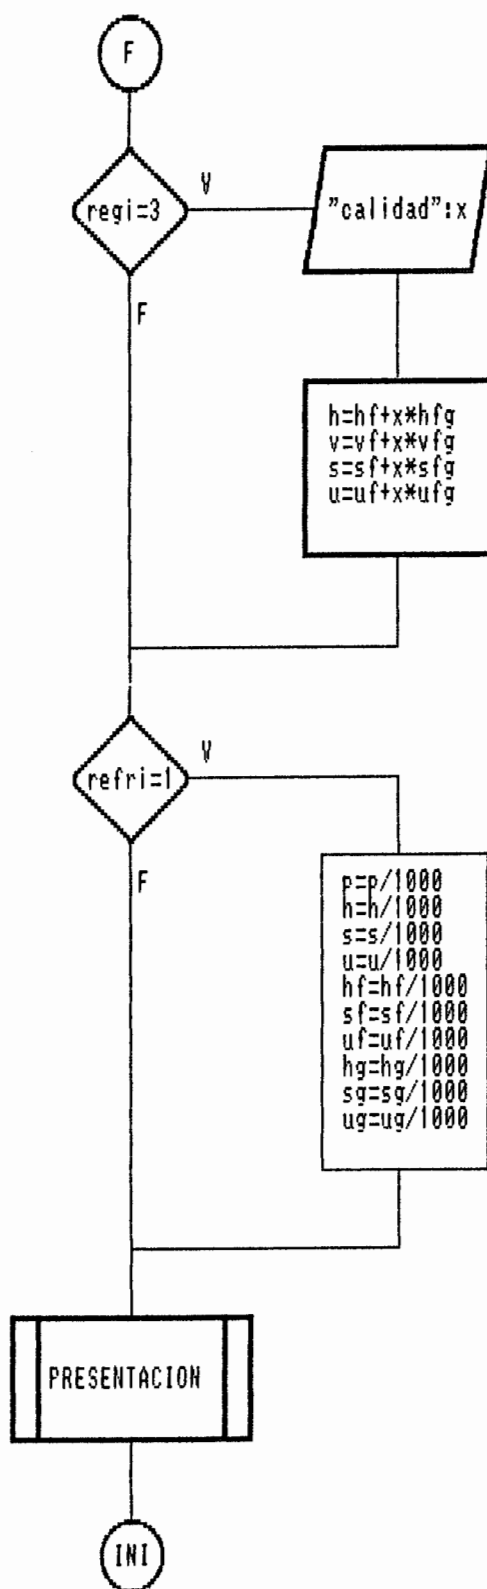 F
regi=3
V
"calidad":x
F
h=hf+x*hfg
v=vf+x*vfg
s=sf+x*sfg
u=uf+x*ufg
refri=1
V
F
p=p/1000
h=h/1000
s=s/1000
u=u/1000
hf=hf/1000
sf=sf/1000
uf=uf/1000
hg=hg/1000
sg=sg/1000
ug=ug/1000
PRESENTACION
INI